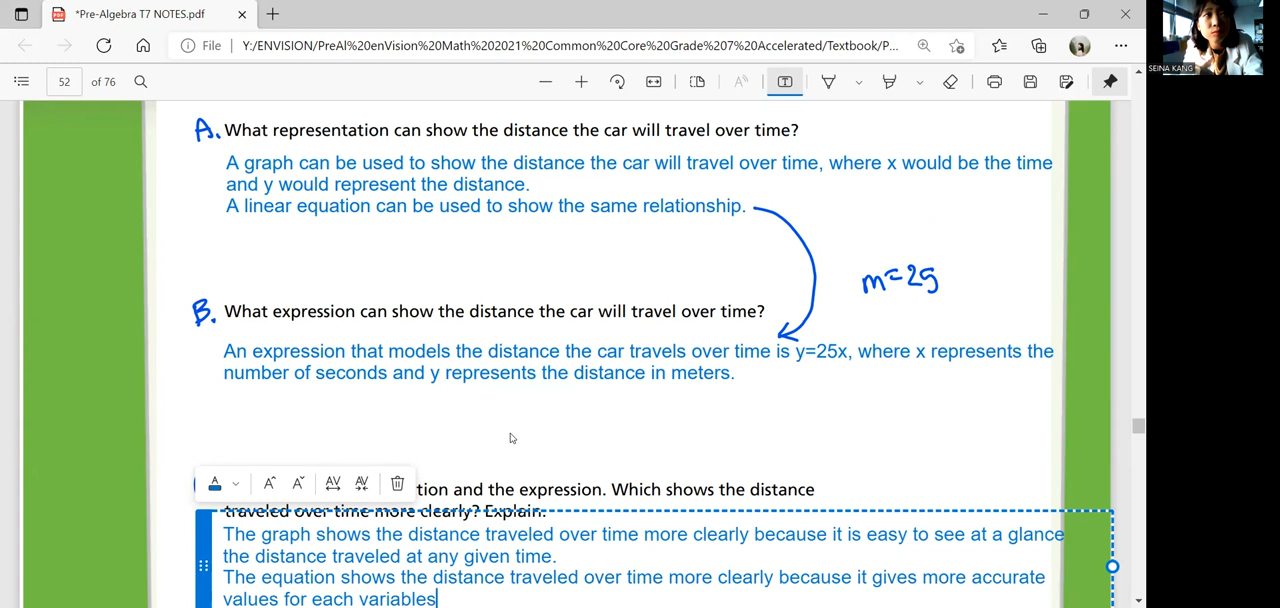 *Pre-Algebra T7 NOTES.pdf
File
Y:/ENVISION/PreAl%20enVision%20Math%202021%20Common%20Core%20Grade%207%20Accelerated/Textbook/P...
SEINA KANG
52 of 76
A. What representation can show the distance the car will travel over time?
A graph can be used to show the distance the car will travel over time, where x would be the time
and y would represent the distance.
A linear equation can be used to show the same relationship.
m=25
B. What expression can show the distance the car will travel over time?
An expression that models the distance the car travels over time is y=25x, where x represents the
number of seconds and y represents the distance in meters.
tion and the expression. Which shows the distance
traveled over time more clearly? Explain.
The graph shows the distance traveled over time more clearly because it is easy to see at a glance
the distance traveled at any given time.
The equation shows the distance traveled over time more clearly because it gives more accurate
values for each variables